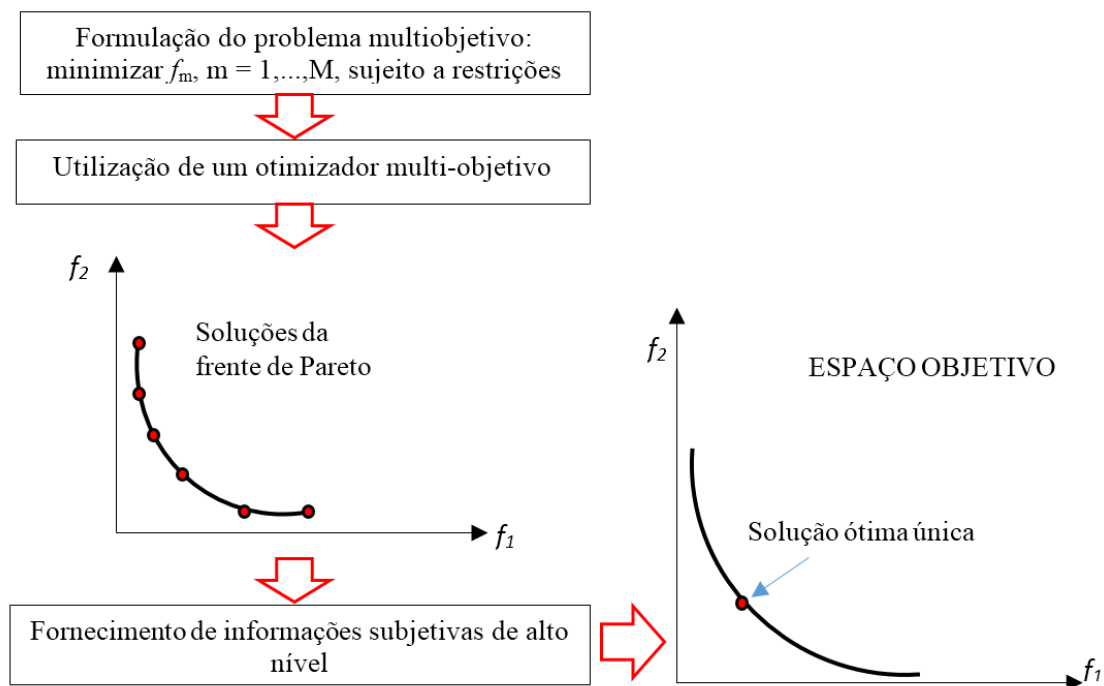 Formulação do problema multiobjetivo:
minimizar fm, m = 1,...,M, sujeito a restrições
Utilização de um otimizador multi-objetivo
f2
Soluções da
frente de Pareto
f1
Fornecimento de informações subjetivas de alto
nível
f2
ESPAÇO OBJETIVO
Solução ótima única
f1